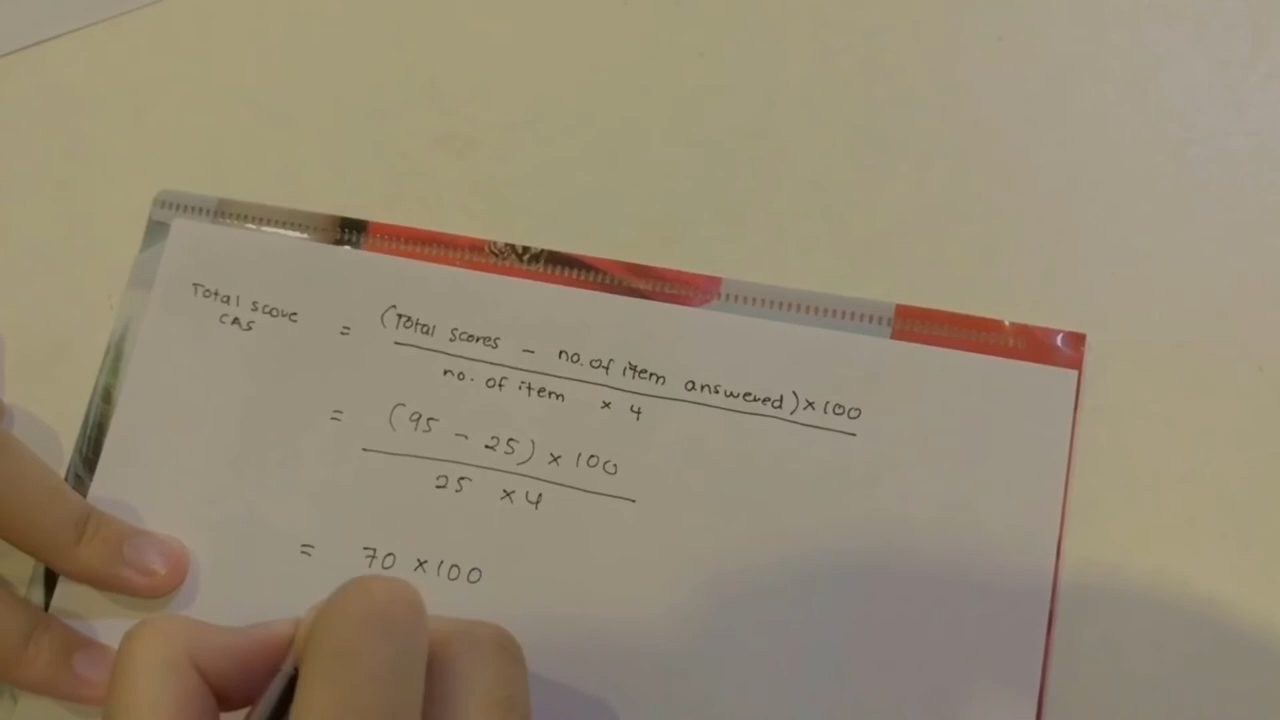 Total score
CAS
= (Total scores - no. of item answered) × 100
no. of item × 4
= (95 - 25) × 100
25 × 4
= 70 × 100